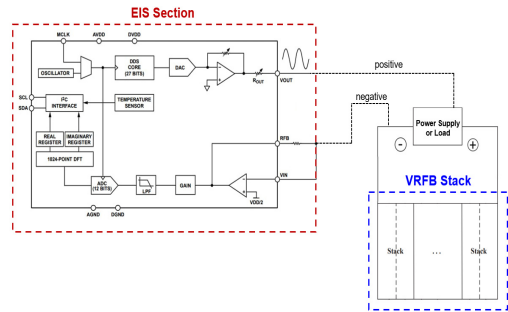 EIS Section
MCLK AVDD DVDD
OSCILLATOR
DDS
CORE
(27 BITS)
DAC
ROUT
VOUT
SCL
SDA
I²C
INTERFACE
TEMPERATURE
SENSOR
REAL
REGISTER
IMAGINARY
REGISTER
1024-POINT DFT
ADC
(12 BITS)
LPF
GAIN
VDD/2
RFB
VIN
AGND DGND
positive
negative
Power Supply
or Load
- +
VRFB Stack
Stack ... Stack